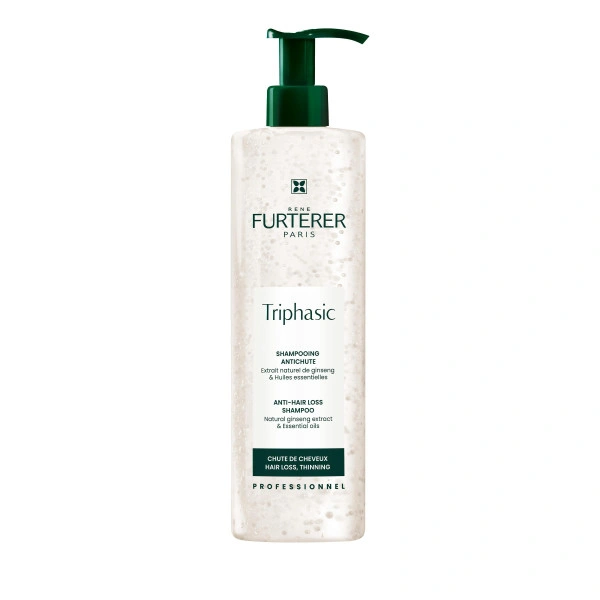 RENE
FURTERER
PARIS
Triphasic
SHAMPOOING
ANTICHUTE
Extrait naturel de ginseng
& Huiles essentielles
ANTI-HAIR LOSS
SHAMPOO
Natural ginseng extract
& Essential oils
CHUTE DE CHEVEUX
HAIR LOSS, THINNING
PROFESSIONNEL